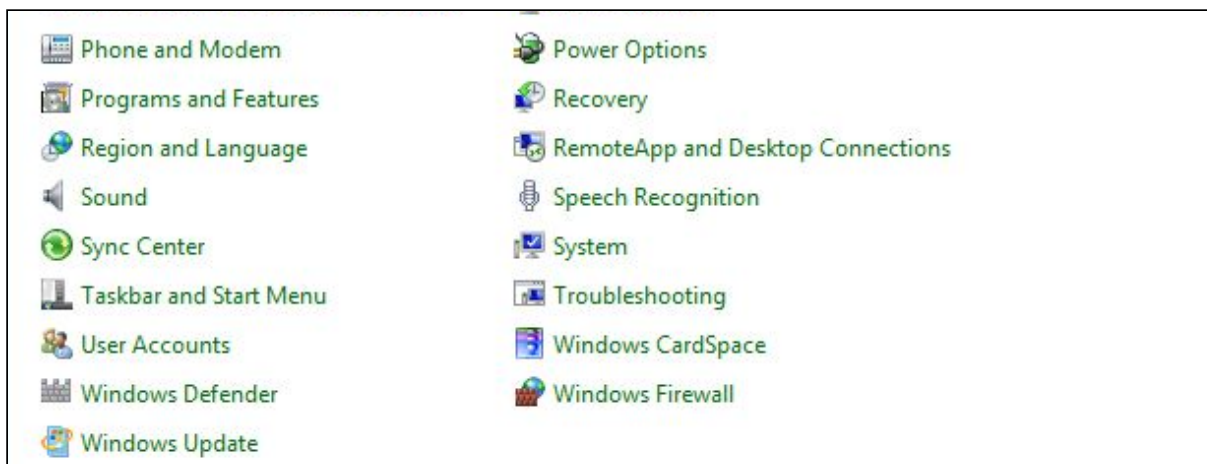 Phone and Modem
Power Options
Programs and Features
Recovery
Region and Language
RemoteApp and Desktop Connections
Sound
Speech Recognition
Sync Center
System
Taskbar and Start Menu
Troubleshooting
User Accounts
Windows CardSpace
Windows Defender
Windows Firewall
Windows Update